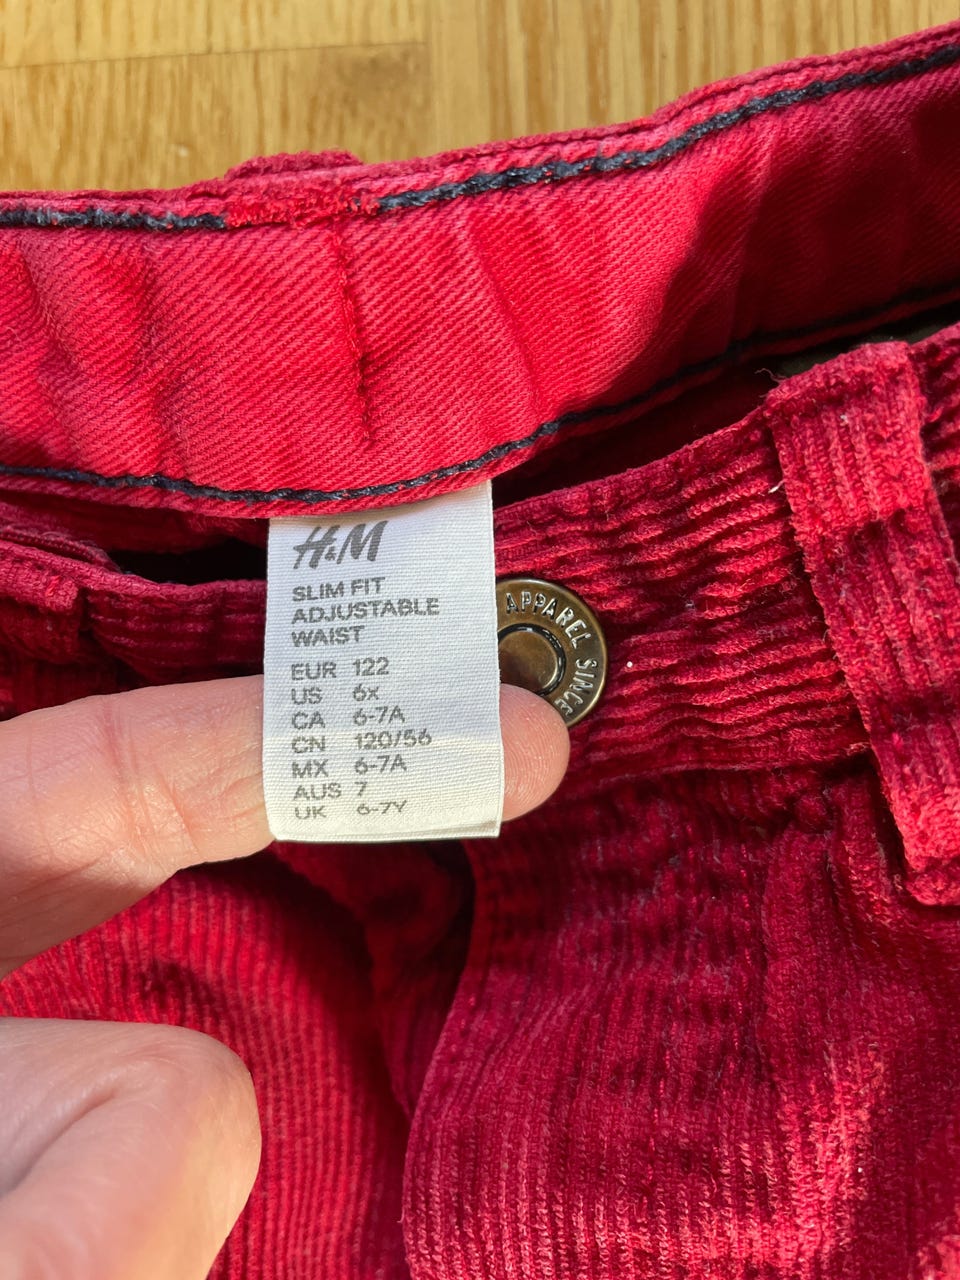 H&M
SLIM FIT
ADJUSTABLE
WAIST
EUR 122
US 6x
CA 6-7A
CN 120/56
MX 6-7A
AUS 7
UK 6-7Y
APPAREL SINCE